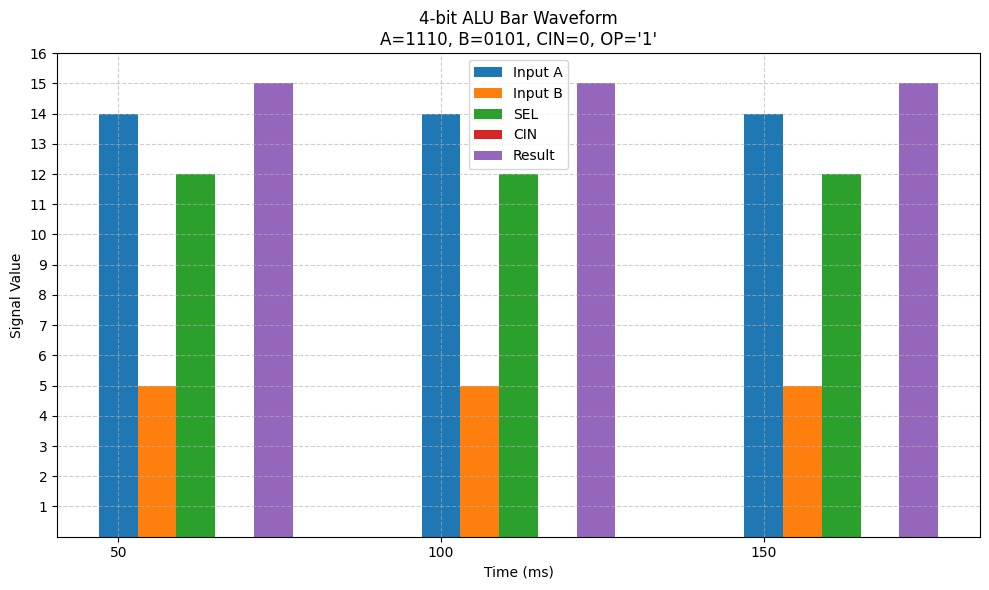 4-bit ALU Bar Waveform
A=1110, B=0101, CIN=0, OP='1'
Signal Value
16
15
14
13
12
11
10
9
8
7
6
5
4
3
2
1
Input A
Input B
SEL
CIN
Result
50
100
150
Time (ms)